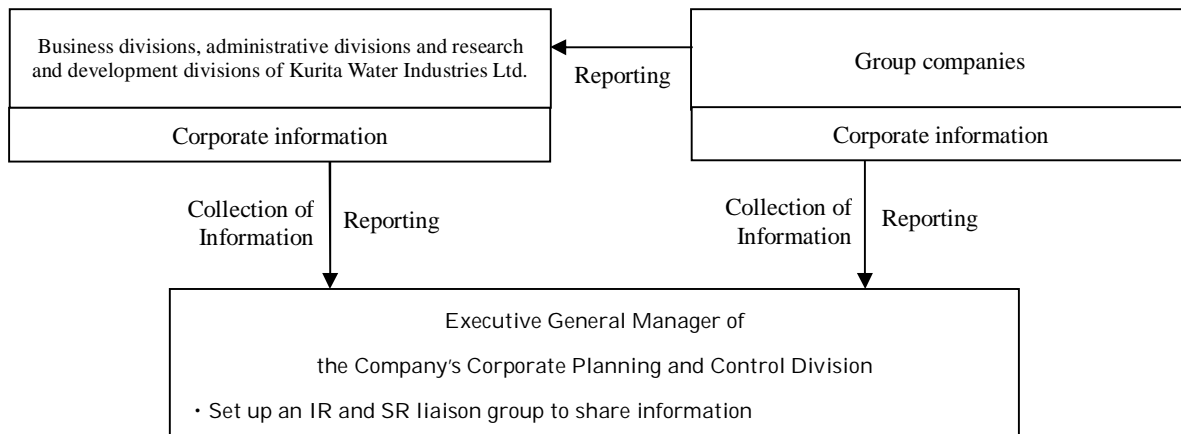 Business divisions, administrative divisions and research
and development divisions of Kurita Water Industries Ltd.
Reporting
Group companies
Corporate information
Corporate information
Collection of
Information
Reporting
Collection of
Information
Reporting
Executive General Manager of
the Company's Corporate Planning and Control Division
・Set up an IR and SR liaison group to share information